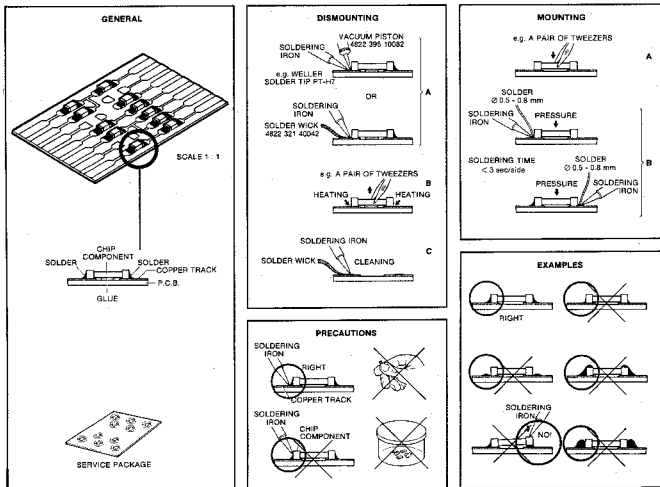 GENERAL
SCALE 1 : 1
CHIP
COMPONENT
SOLDER
SOLDER
COPPER TRACK
P.C.B.
GLUE
SERVICE PACKAGE
DISMOUNTING
VACUUM PISTON
4822 395 10082
SOLDERING
IRON
e.g. WELLER
SOLDER TIP PT-H7
A
OR
SOLDERING
IRON
SOLDER WICK
4822 321 40042
e.g. A PAIR OF TWEEZERS
B
HEATING
HEATING
SOLDERING IRON
C
SOLDER WICK
CLEANING
PRECAUTIONS
SOLDERING
IRON
RIGHT
COPPER TRACK
SOLDERING
IRON
CHIP
COMPONENT
MOUNTING
e.g. A PAIR OF TWEEZERS
A
SOLDER
Ø 0.5 - 0.8 mm
SOLDERING
IRON
PRESSURE
SOLDERING TIME
< 3 sec/side
SOLDER
Ø 0.5 - 0.8 mm
B
PRESSURE
SOLDERING
IRON
EXAMPLES
RIGHT
SOLDERING
IRON
NO!